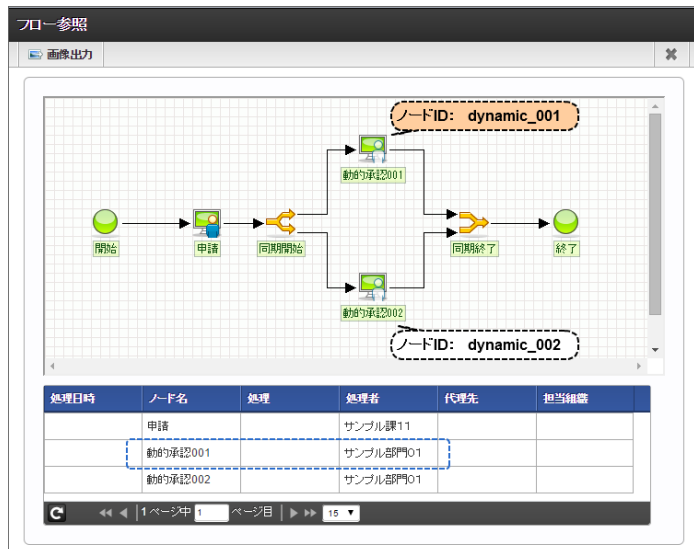 フロー参照
画像出力
ノードID: dynamic_001
動的承認001
開始
申請
同期開始
同期終了
終了
動的承認002
ノードID: dynamic_002
処理日時 ノード名 処理 処理者 代理先 担当組織
申請 サンプル課11
動的承認001 サンプル部門01
動的承認002 サンプル部門01
1 ページ中 1 ページ目 15